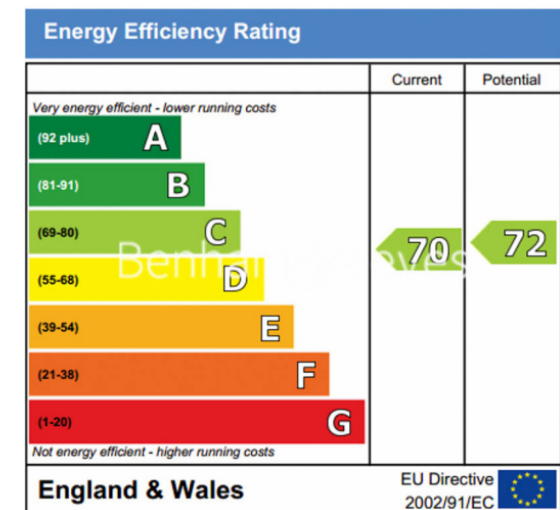 Energy Efficiency Rating
Current Potential
Very energy efficient - lower running costs
(92 plus) A
(81-91) B
(69-80) C
70 72
Benham Reeves
(55-68) D
(39-54) E
(21-38) F
(1-20) G
Not energy efficient - higher running costs
England & Wales
EU Directive
2002/91/EC